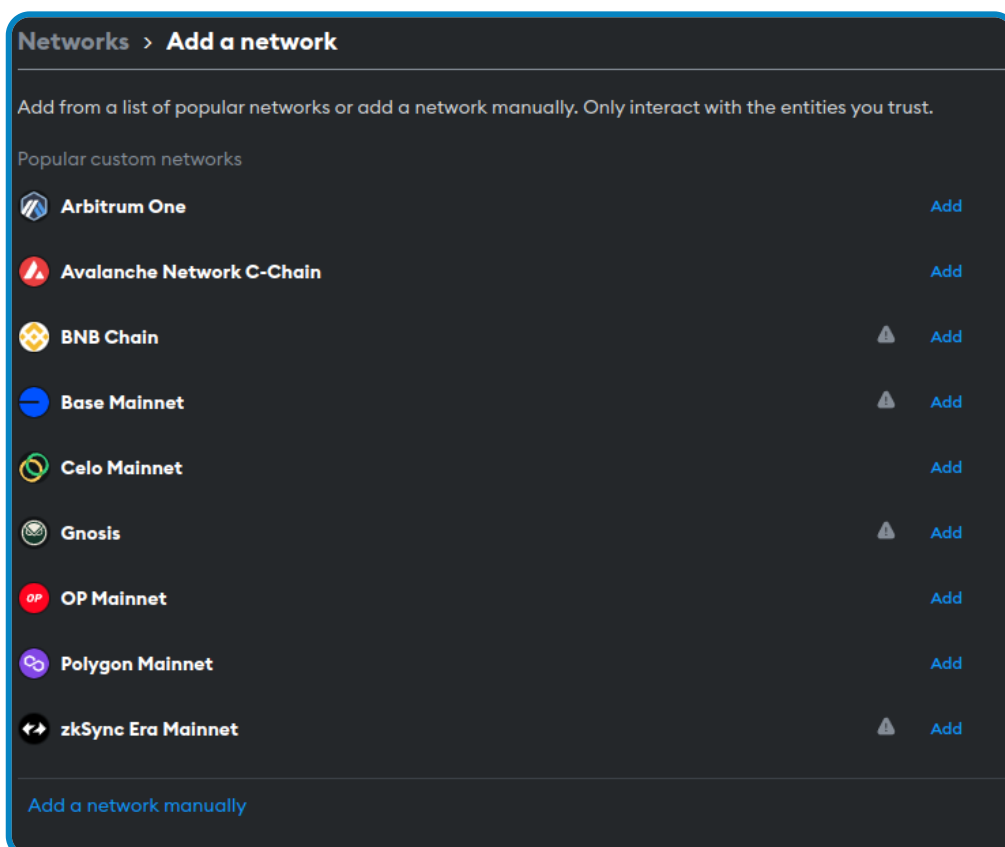 Networks > Add a network
Add from a list of popular networks or add a network manually. Only interact with the entities you trust.
Popular custom networks
Arbitrum One Add
Avalanche Network C-Chain Add
BNB Chain Add
Base Mainnet Add
Celo Mainnet Add
Gnosis Add
OP OP Mainnet Add
Polygon Mainnet Add
zkSync Era Mainnet Add
Add a network manually